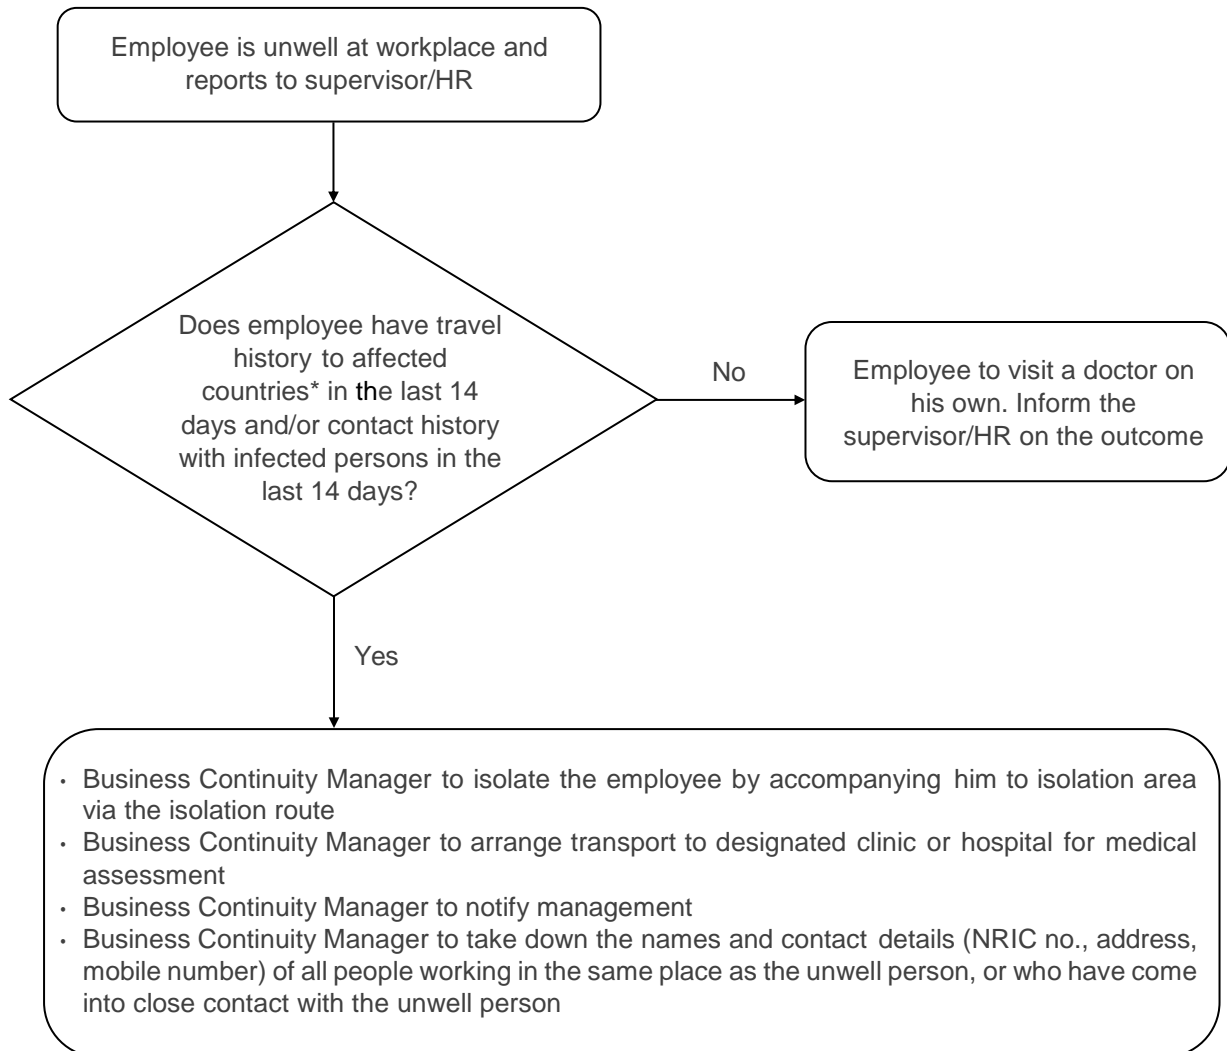 Employee is unwell at workplace and
reports to supervisor/HR
Does employee have travel
history to affected
countries* in the last 14
days and/or contact history
with infected persons in the
last 14 days?
No
Employee to visit a doctor on
his own. Inform the
supervisor/HR on the outcome
Yes
• Business Continuity Manager to isolate the employee by accompanying him to isolation area
via the isolation route
• Business Continuity Manager to arrange transport to designated clinic or hospital for medical
assessment
• Business Continuity Manager to notify management
• Business Continuity Manager to take down the names and contact details (NRIC no., address,
mobile number) of all people working in the same place as the unwell person, or who have come
into close contact with the unwell person